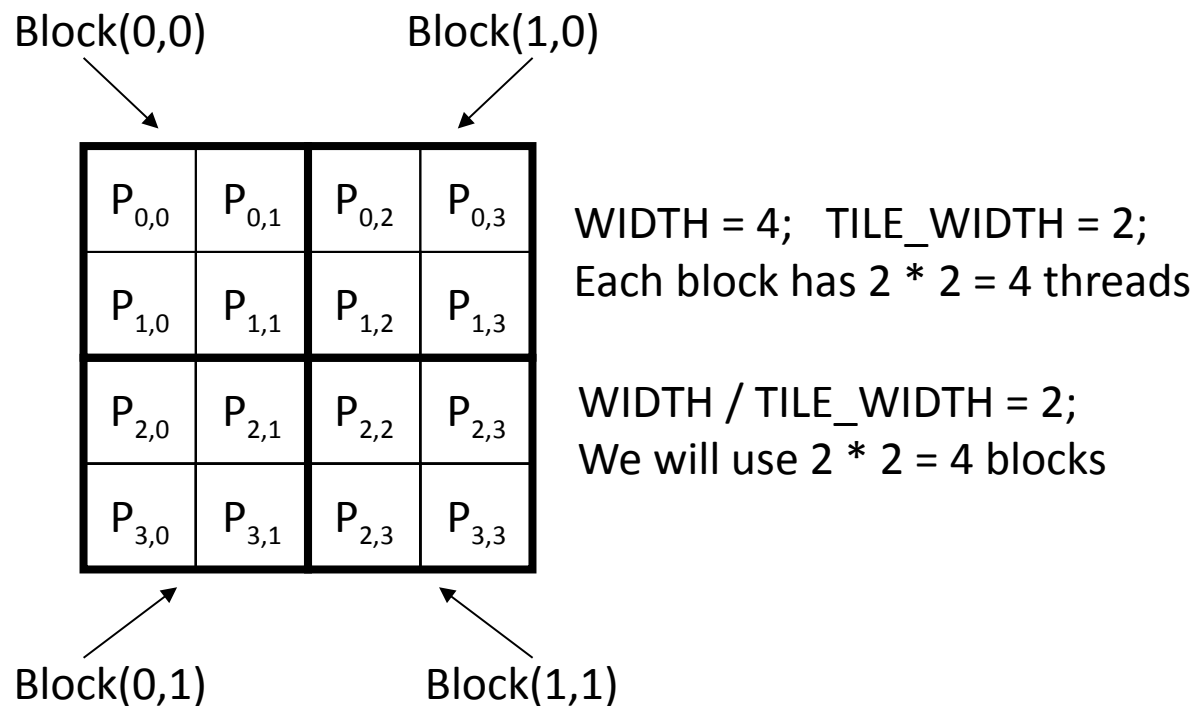 Block(0,0) Block(1,0)
P0,0 P0,1 P0,2 P0,3
P1,0 P1,1 P1,2 P1,3
P2,0 P2,1 P2,2 P2,3
P3,0 P3,1 P2,3 P3,3
WIDTH = 4; TILE_WIDTH = 2;
Each block has 2 * 2 = 4 threads
WIDTH / TILE_WIDTH = 2;
We will use 2 * 2 = 4 blocks
Block(0,1) Block(1,1)